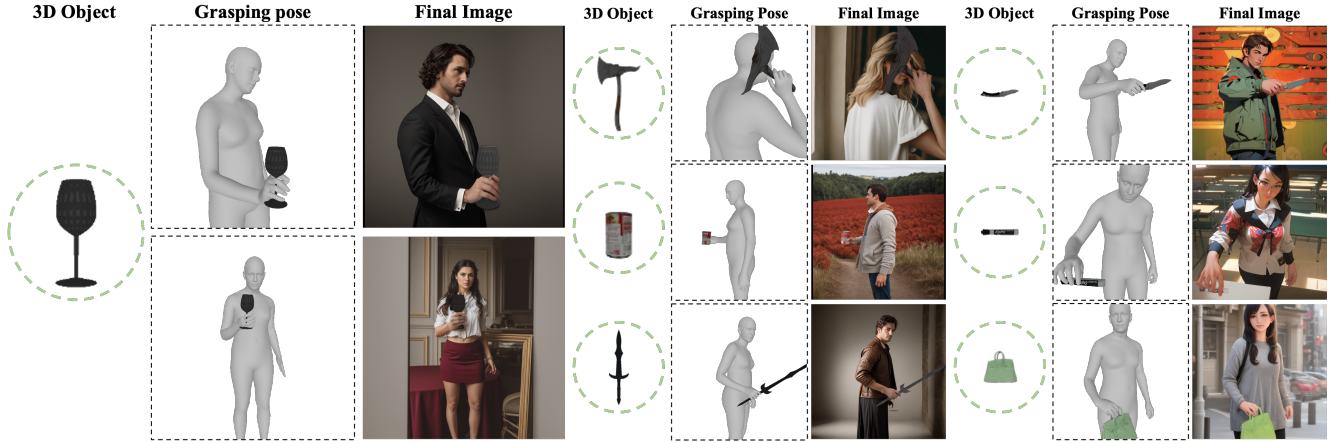 3D Object
Grasping pose
Final Image
3D Object
Grasping Pose
Final Image
3D Object
Grasping Pose
Final Image